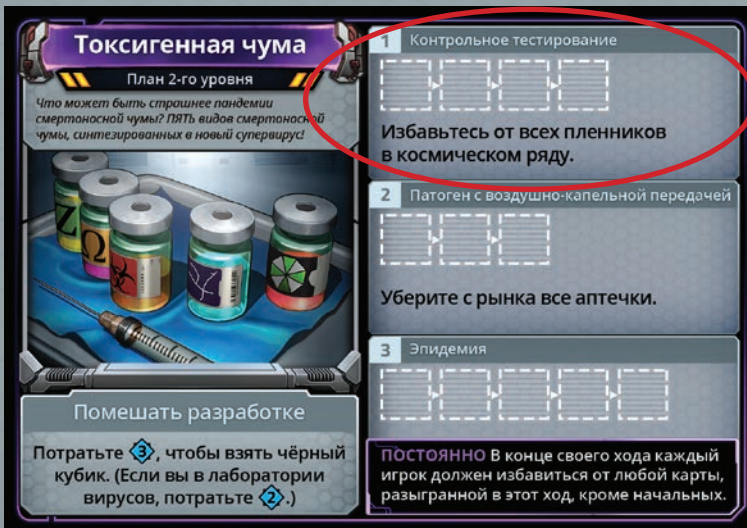 Токсигенная чума
План 2-го уровня
Что может быть страшнее пандемии
смертоносной чумы? ПЯТЬ видов смертоносной
чумы, синтезированных в новый супервирус!
Z
Ω
Помешать разработке
Потратьте 3, чтобы взять чёрный
кубик. (Если вы в лаборатории
вирусов, потратьте 2.)
1 Контрольное тестирование
Избавьтесь от всех пленников
в космическом ряду.
2 Патоген с воздушно-капельной передачей
Уберите с рынка все аптечки.
3 Эпидемия
ПОСТОЯННО В конце своего хода каждый
игрок должен избавиться от любой карты,
разыгранной в этот ход, кроме начальных.